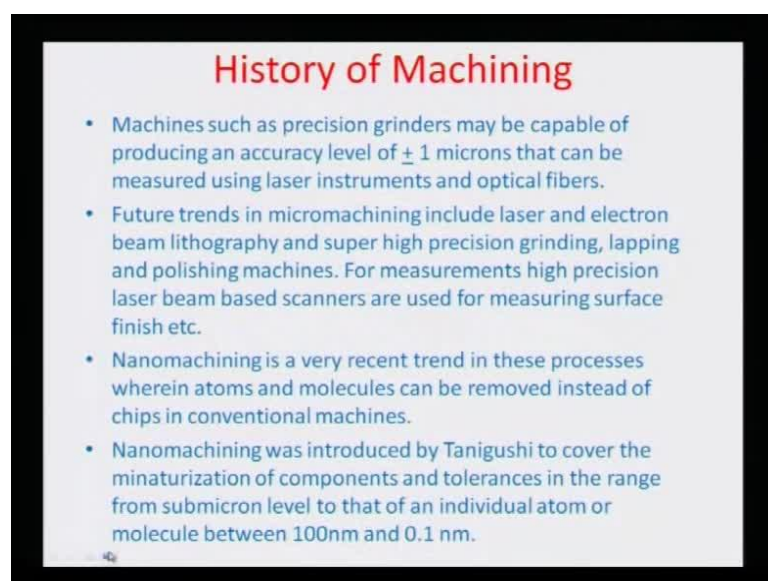 History of Machining
• Machines such as precision grinders may be capable of
producing an accuracy level of ± 1 microns that can be
measured using laser instruments and optical fibers.
• Future trends in micromachining include laser and electron
beam lithography and super high precision grinding, lapping
and polishing machines. For measurements high precision
laser beam based scanners are used for measuring surface
finish etc.
• Nanomachining is a very recent trend in these processes
wherein atoms and molecules can be removed instead of
chips in conventional machines.
• Nanomachining was introduced by Tanigushi to cover the
minaturization of components and tolerances in the range
from submicron level to that of an individual atom or
molecule between 100nm and 0.1 nm.